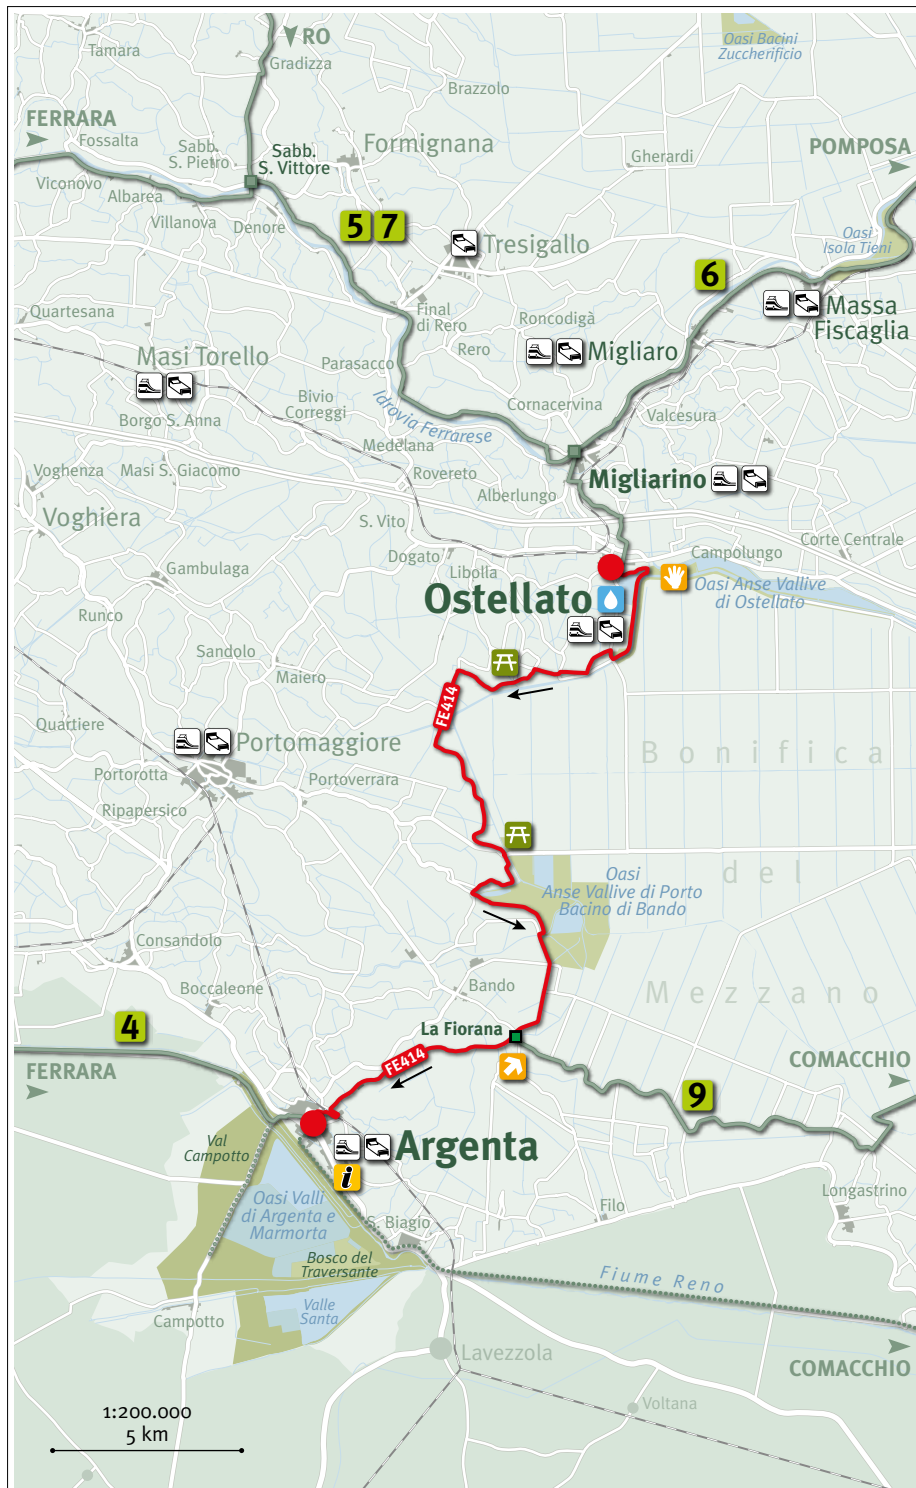 RO
Tamara
Gradizza
Oasi Bacini
Zuccherificio
Brazzolo
FERRARA
Fossalta
Sabb.
S. Pietro
Sabb.
S. Vittore
Formignana
Gherardi
POMPOSA
Viconovo
Albarea
Villanova
Denore
5 7
Tresigallo
Oasi
Isola Tieni
6
Quartesana
Final
di Rero
Roncodigà
Massa
Fiscaglia
Masi Torello
Parasacco
Rero
Migliaro
Borgo S. Anna
Bivio
Correggi
Idrovia Ferrarese
Cornacervina
Valcesura
Medelana
Voghenza
Masi S. Giacomo
Rovereto
Migliarino
Alberlungo
Voghiera
S. Vito
Dogato
Libolla
Campolungo
Corte Centrale
Gambulaga
Ostellato
Oasi Anse Vallive
di Ostellato
Runco
Sandolo
Maiero
FE414
Quartiere
Portomaggiore
Bonifica
Portorotta
Portoverrara
Ripapersico
Oasi
Anse Vallive di Porto
Bacino di Bando
del
Consandolo
Boccaleone
Bando
Mezzano
4
La Fiorana
FERRARA
FE414
COMACCHIO
9
Val
Campotto
Argenta
i
Oasi Valli
di Argenta e
Marmorta
S. Biagio
Filo
Longastrino
Bosco del
Traversante
Fiume Reno
Campotto
Valle
Santa
Lavezzola
COMACCHIO
Voltana
1:200.000
5 km